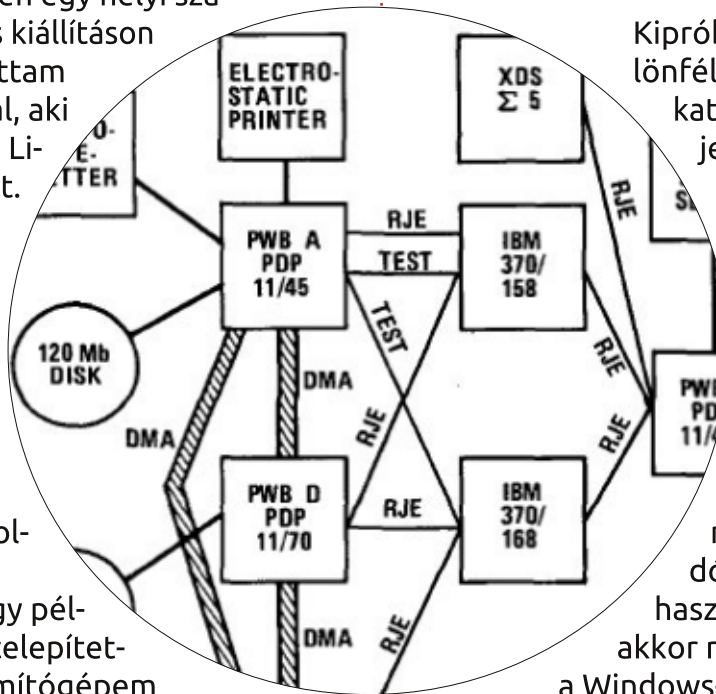 s kiállításon
ttam
al, aki
Li-
t.
Kipró
lönfél
kat
je
ELECTRO-
STATIC
PRINTER
XDS
Σ 5
O-
E-
TTER
RJE
PWB A
PDP
11/45
RJE
TEST
IBM
370/
158
TEST
RJE
120 Mb
DISK
DMA
DMA
RJE
RJE
PWB D
PDP
11/70
RJE
IBM
370/
168
DMA
RJE
ol-
gy pél-
telepítet-
mítógépem
dó
hasz
akkor
a Windows-